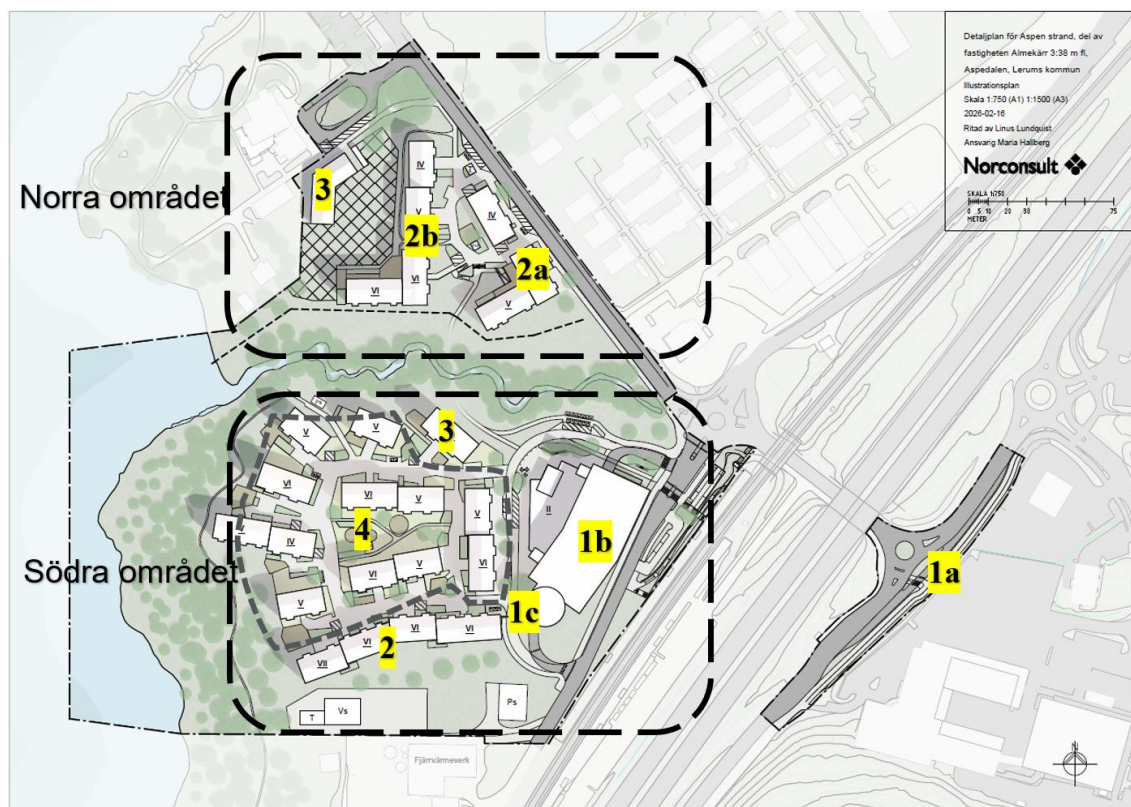 Detaljplan för Aspen strand, del av
fastigheten Almekärr 3:38 m fl,
Aspedalen, Lerums kommun
Illustrationsplan
Skala 1:750 (A1) 1:1500 (A3)
2026-02-16
Ritad av Linus Lundquist
Ansvarig Maria Hallberg
Norconsult
SKALA 1:750
0 5 10 20 30 75
METER
Norra området
3
IV
V
2b
IV
2a
VI
VI
V
Södra området
V
V
3
VI
VI
V
V
II
4
IV
1b
1a
VI
V
VI
V
1c
VI
VI
VI
2
VII
T
Vs
Ps
Fjärrvärmeverk
N